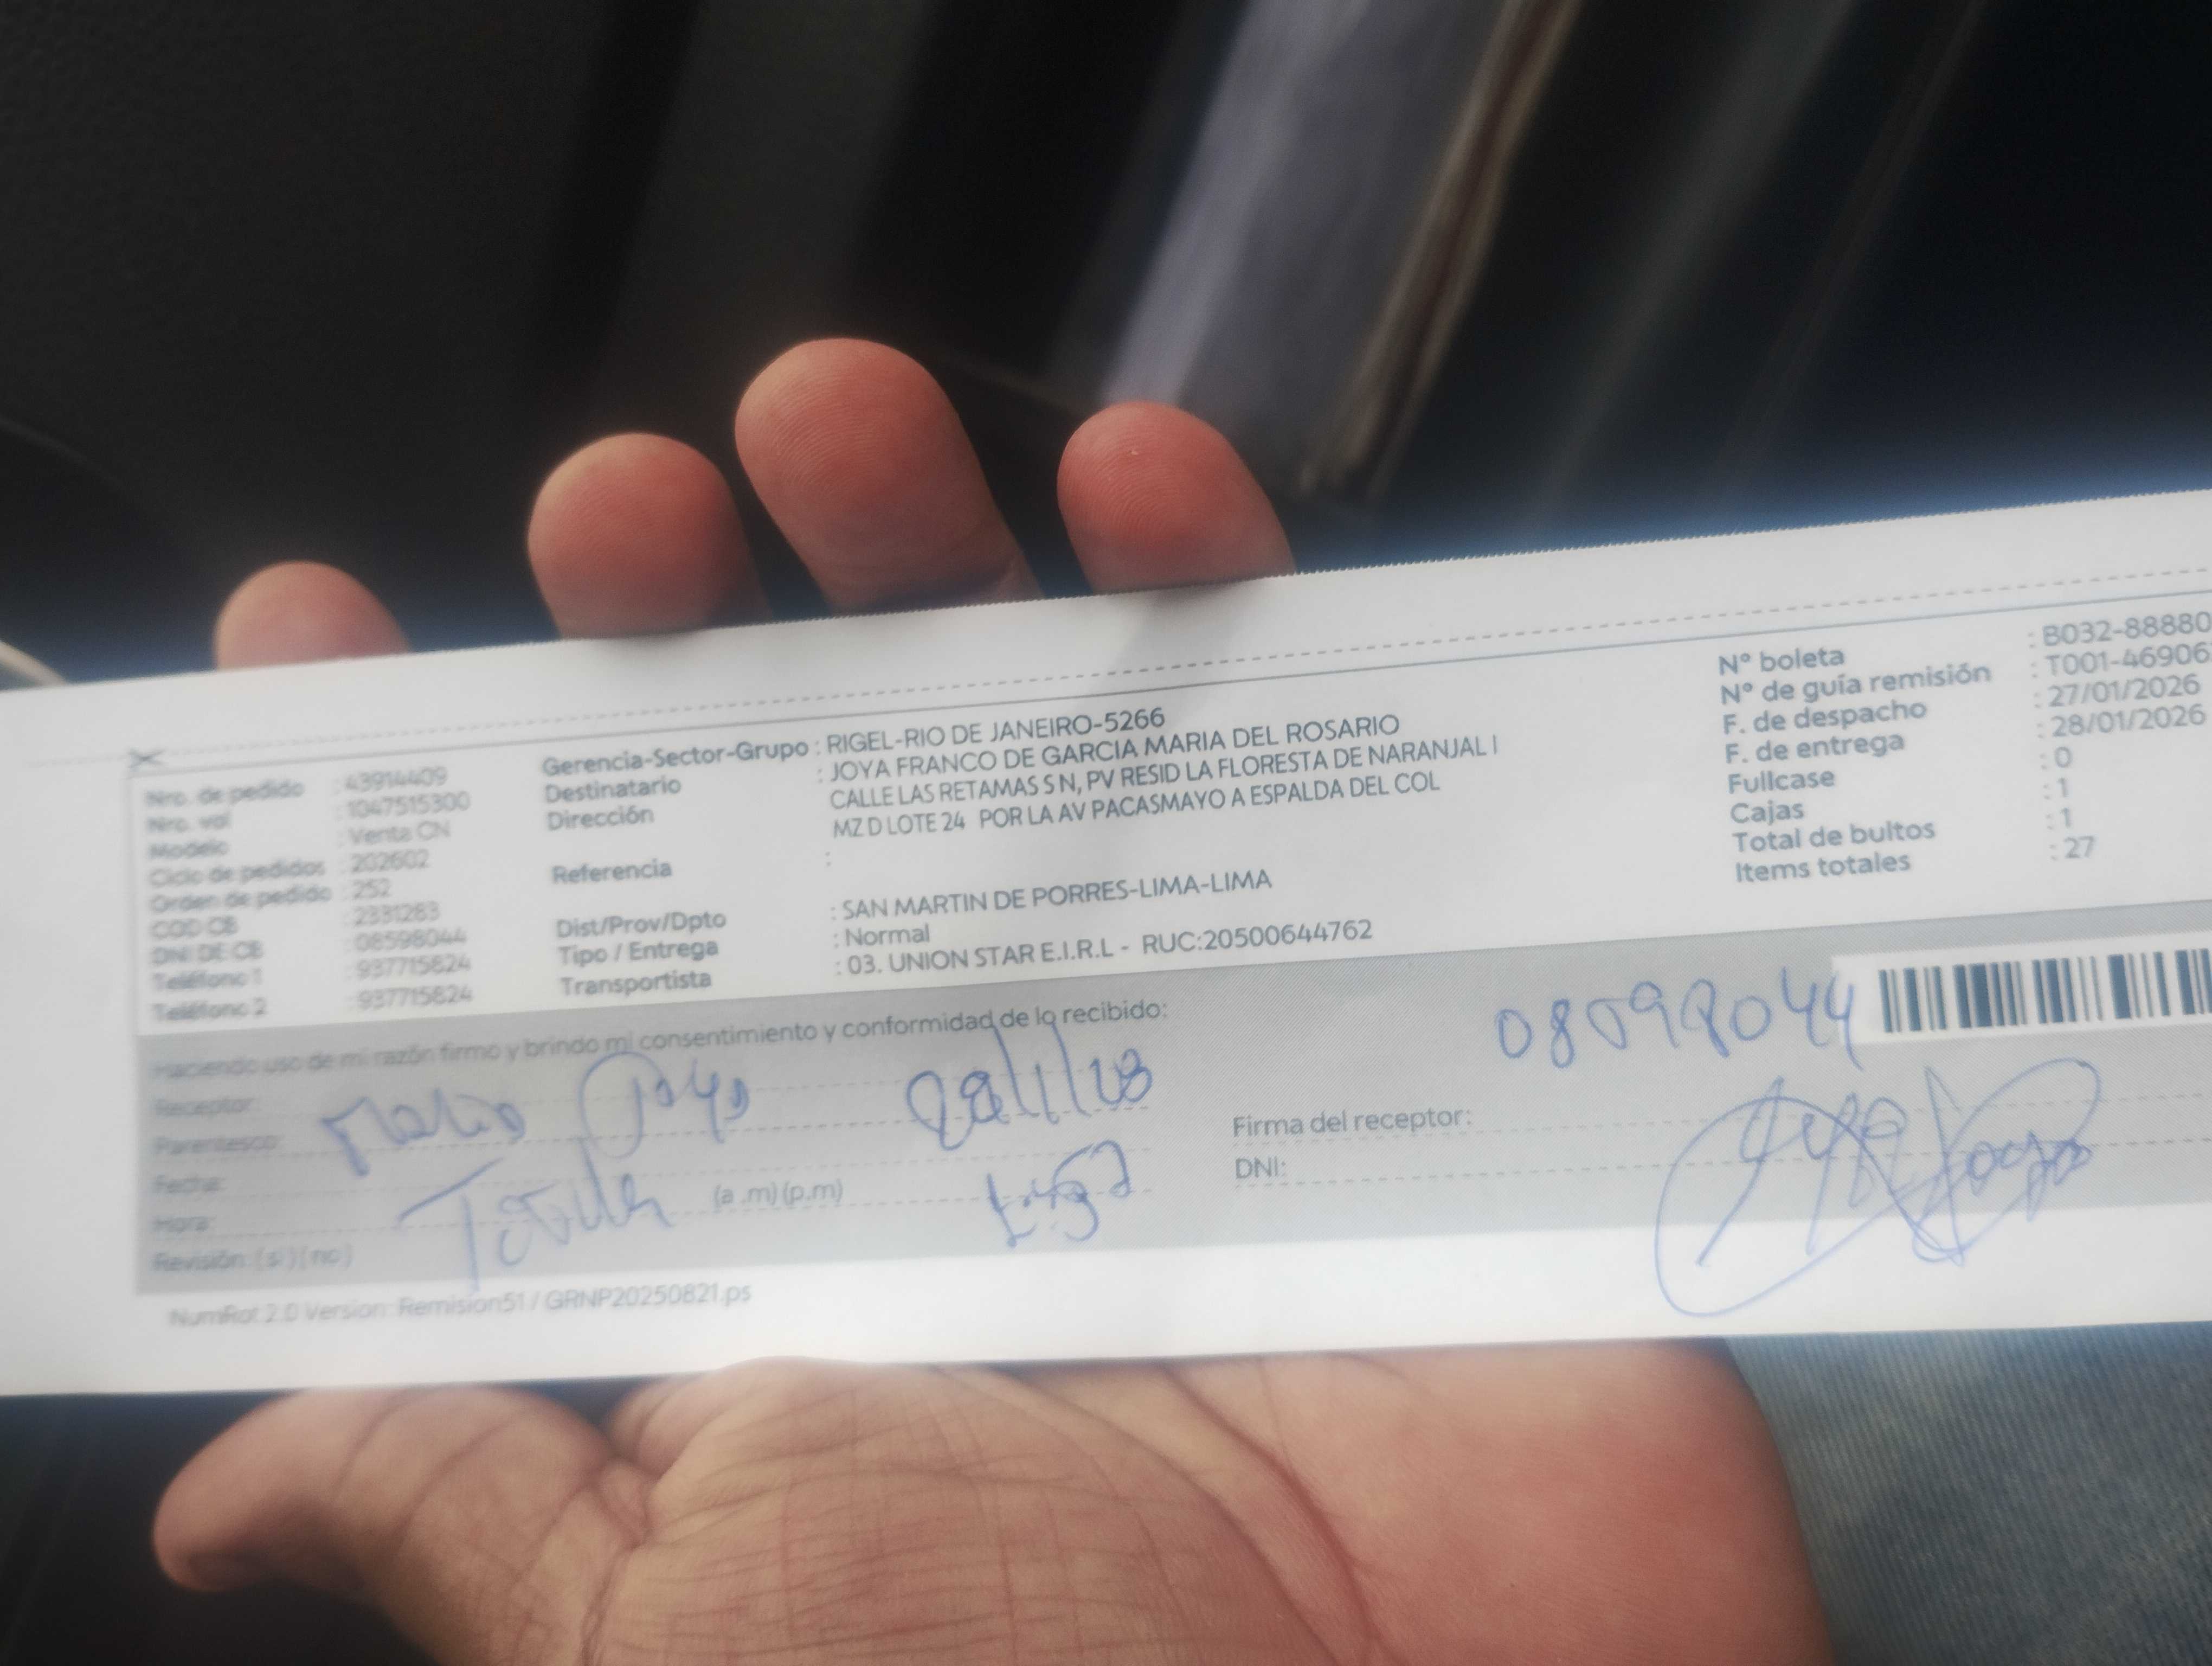 Nro. de pedido : 43914409
Nro. val : 1047515300
Modelo : Venta CN
Ciclo de pedidos : 202602
Orden de pedido : 252
COD CB : 2331283
DNI DE CB : 08598044
Teléfono 1 : 937715824
Teléfono 2 : 937715824
Gerencia-Sector-Grupo : RIGEL-RIO DE JANEIRO-5266
Destinatario : JOYA FRANCO DE GARCIA MARIA DEL ROSARIO
Dirección CALLE LAS RETAMAS S N, PV RESID LA FLORESTA DE NARANJAL I
MZ D LOTE 24 POR LA AV PACASMAYO A ESPALDA DEL COL
Referencia :
Dist/Prov/Dpto : SAN MARTIN DE PORRES-LIMA-LIMA
Tipo / Entrega : Normal
Transportista : 03. UNION STAR E.I.R.L - RUC:20500644762
N° boleta : B032-88880
N° de guía remisión : T001-46906
F. de despacho : 27/01/2026
F. de entrega : 28/01/2026
Fullcase : 0
Cajas : 1
Total de bultos : 1
Items totales : 27
Haciendo uso de mi razón firmo y brindo mi consentimiento y conformidad de lo recibido:
Receptor:
Parentesco:
Fecha:
Hora: (a .m) (p.m)
Revisión: (si) (no)
08598044
Firma del receptor:
DNI:
NumRot 2.0 Version: Remision51 / GRNP20250821.ps